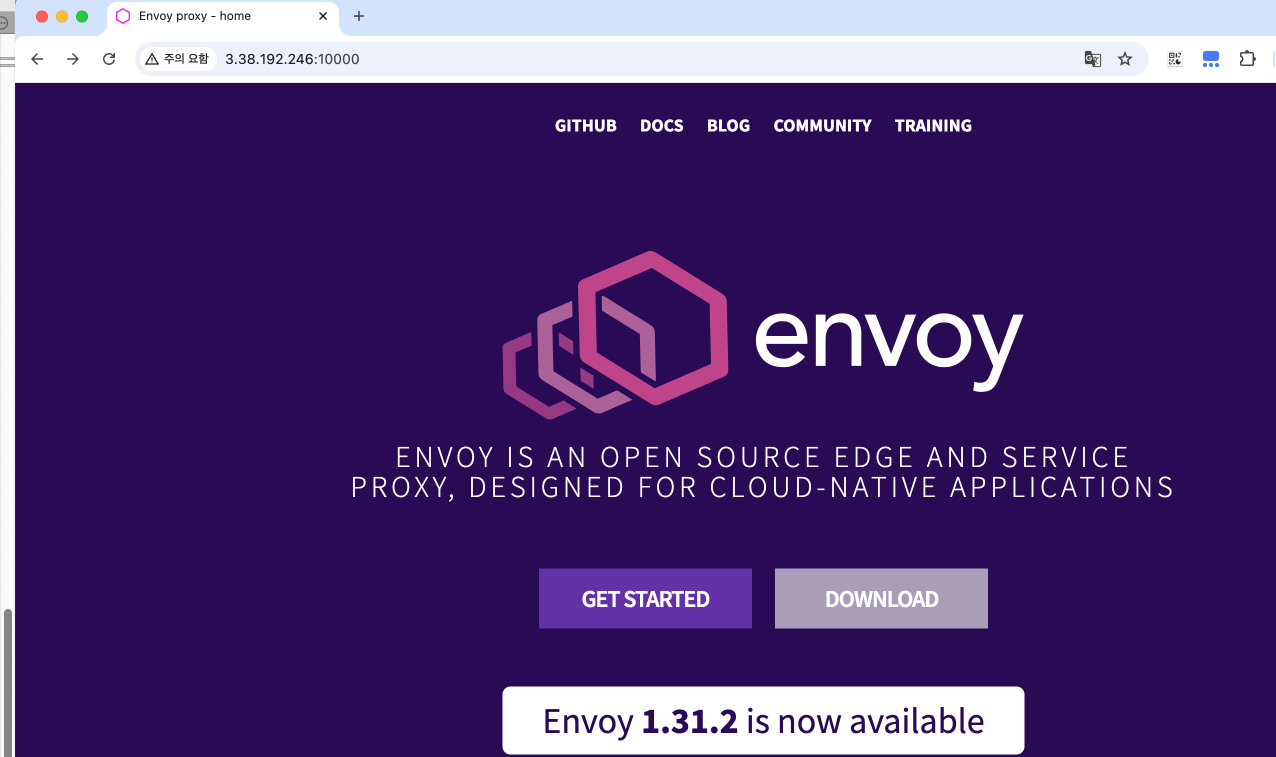 Envoy proxy - home
주의 요함 3.38.192.246:10000
GITHUB DOCS BLOG COMMUNITY TRAINING
envoy
ENVOY IS AN OPEN SOURCE EDGE AND SERVICE
PROXY, DESIGNED FOR CLOUD-NATIVE APPLICATIONS
GET STARTED DOWNLOAD
Envoy 1.31.2 is now available